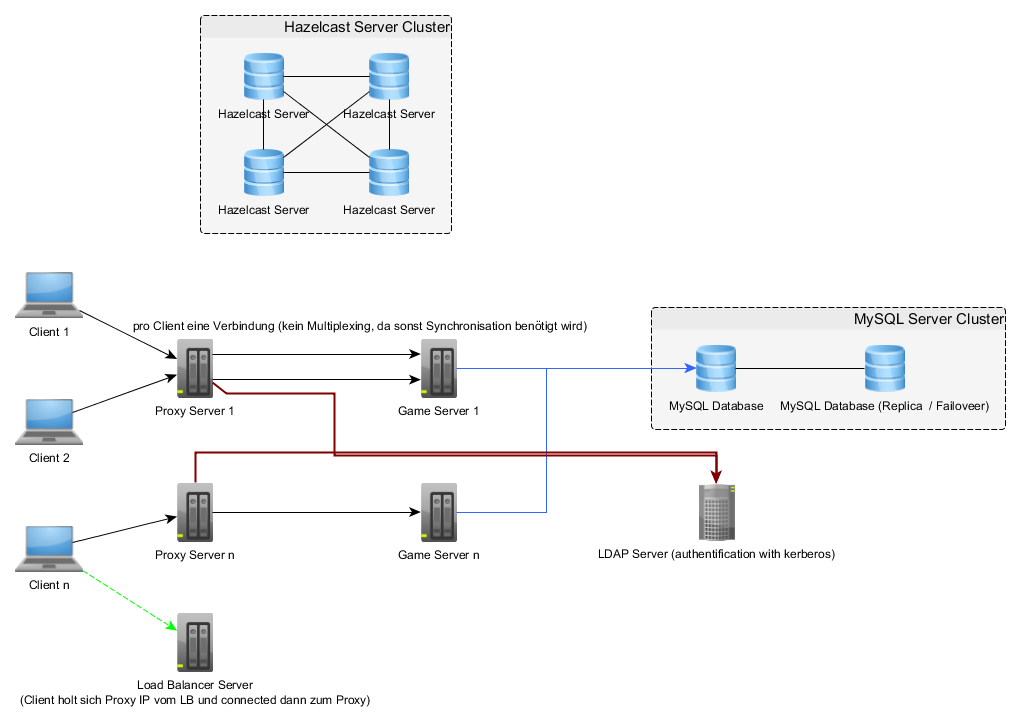 Hazelcast Server Cluster
Hazelcast Server
Hazelcast Server
Hazelcast Server
Hazelcast Server
Client 1
pro Client eine Verbindung (kein Multiplexing, da sonst Synchronisation benötigt wird)
MySQL Server Cluster
Proxy Server 1
Game Server 1
MySQL Database
MySQL Database (Replica / Failoveer)
Client 2
Proxy Server n
Game Server n
LDAP Server (authentification with kerberos)
Client n
Load Balancer Server
(Client holt sich Proxy IP vom LB und connected dann zum Proxy)